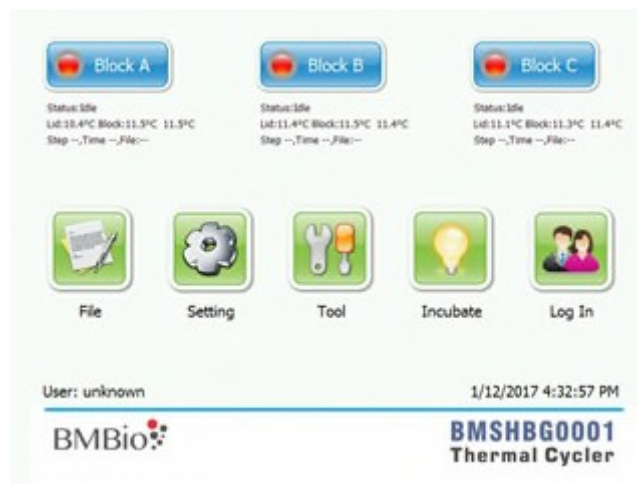 Block A
Block B
Block C
Status:Idle
Lid:10.4°C Block:11.5°C 11.5°C
Step --,Time --,File:--
Status:Idle
Lid:11.4°C Block:11.5°C 11.4°C
Step --,Time --,File:--
Status:Idle
Lid:11.1°C Block:11.3°C 11.4°C
Step --,Time --,File:--
File
Setting
Tool
Incubate
Log In
User: unknown
1/12/2017 4:32:57 PM
BMBio
BMSHBG0001
Thermal Cycler